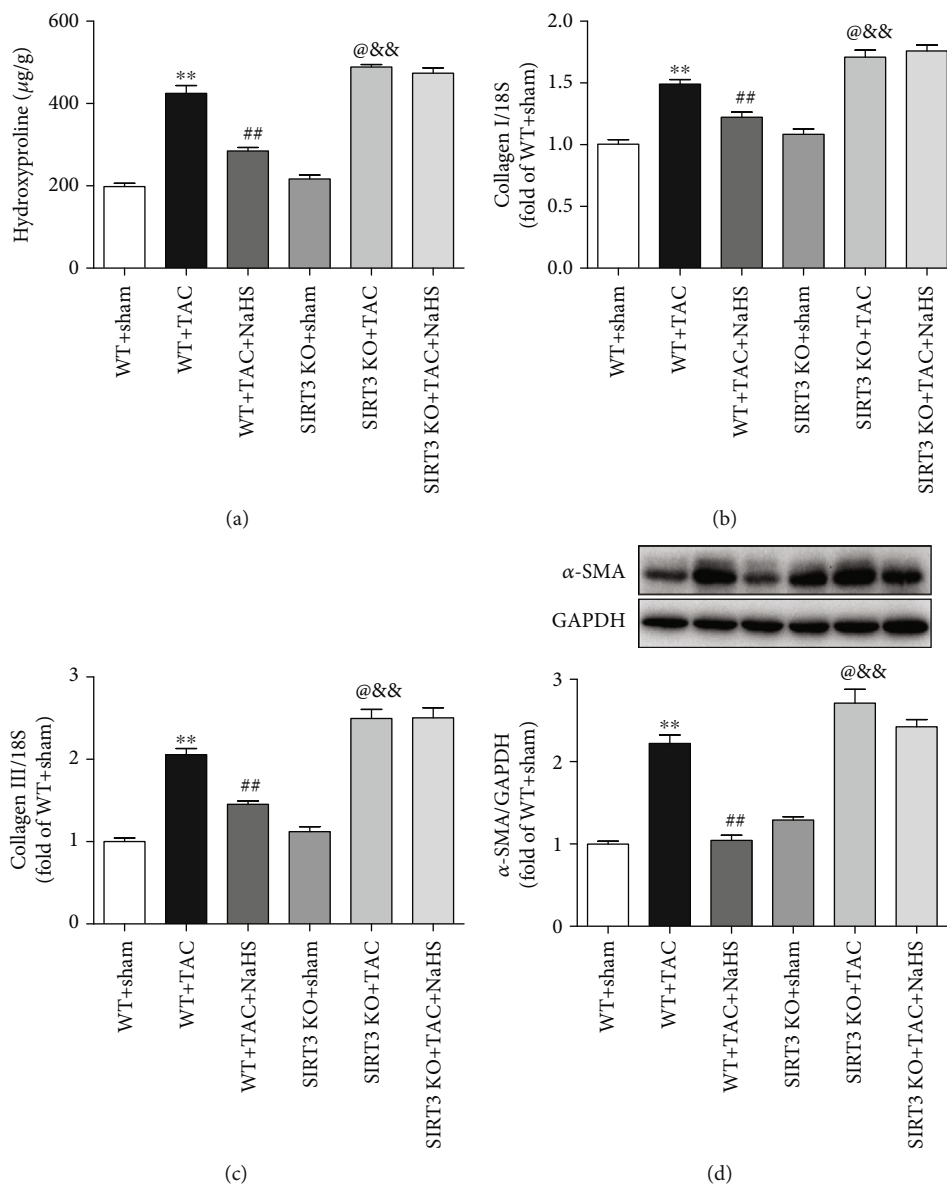 600
400
200
0
Hydroxyproline (μg/g)
**
##
@&&
WT+sham
WT+TAC
WT+TAC+NaHS
SIRT3 KO+sham
SIRT3 KO+TAC
SIRT3 KO+TAC+NaHS
(a)
2.0
1.5
1.0
0.5
0.0
Collagen I/18S
(fold of WT+sham)
**
##
@&&
WT+sham
WT+TAC
WT+TAC+NaHS
SIRT3 KO+sham
SIRT3 KO+TAC
SIRT3 KO+TAC+NaHS
(b)
3
2
1
0
Collagen III/18S
(fold of WT+sham)
**
##
@&&
WT+sham
WT+TAC
WT+TAC+NaHS
SIRT3 KO+sham
SIRT3 KO+TAC
SIRT3 KO+TAC+NaHS
(c)
α-SMA
GAPDH
3
2
1
0
α-SMA/GAPDH
(fold of WT+sham)
**
##
@&&
WT+sham
WT+TAC
WT+TAC+NaHS
SIRT3 KO+sham
SIRT3 KO+TAC
SIRT3 KO+TAC+NaHS
(d)